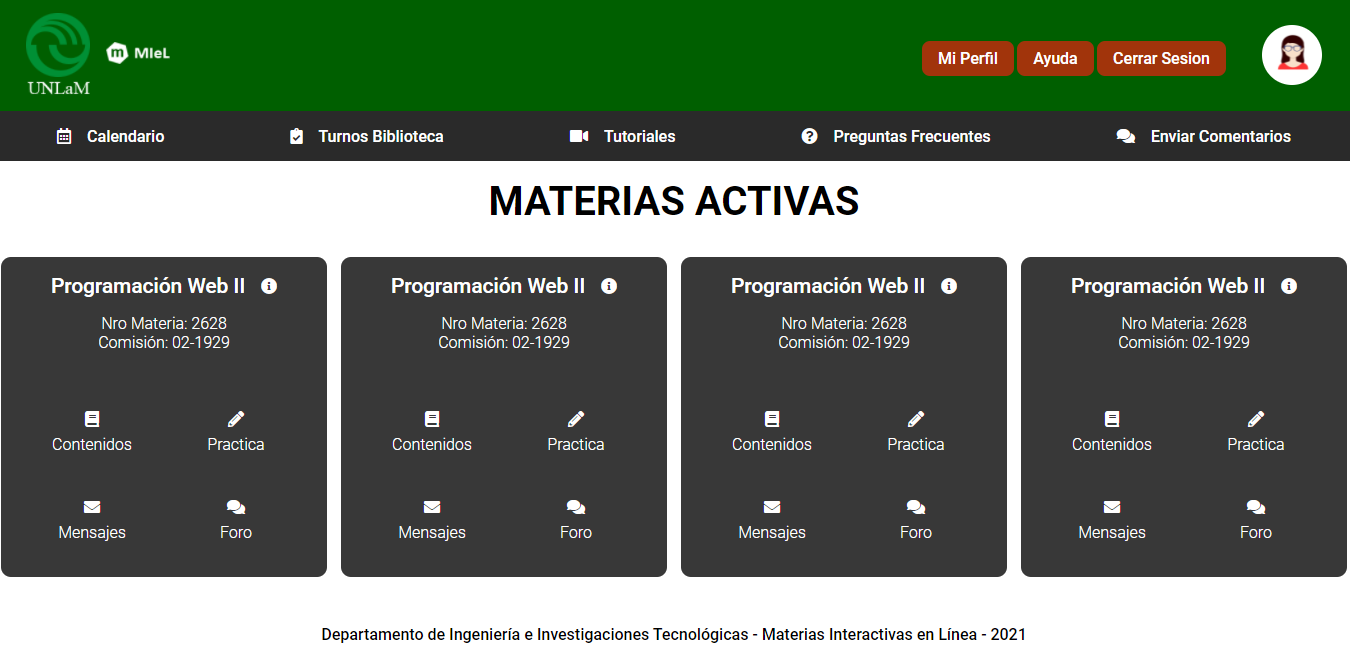 UNLaM
m MIeL
Mi Perfil
Ayuda
Cerrar Sesion
Calendario
Turnos Biblioteca
Tutoriales
Preguntas Frecuentes
Enviar Comentarios
MATERIAS ACTIVAS
Programación Web II
Nro Materia: 2628
Comisión: 02-1929
Contenidos
Practica
Mensajes
Foro
Programación Web II
Nro Materia: 2628
Comisión: 02-1929
Contenidos
Practica
Mensajes
Foro
Programación Web II
Nro Materia: 2628
Comisión: 02-1929
Contenidos
Practica
Mensajes
Foro
Programación Web II
Nro Materia: 2628
Comisión: 02-1929
Contenidos
Practica
Mensajes
Foro
Departamento de Ingeniería e Investigaciones Tecnológicas - Materias Interactivas en Línea - 2021